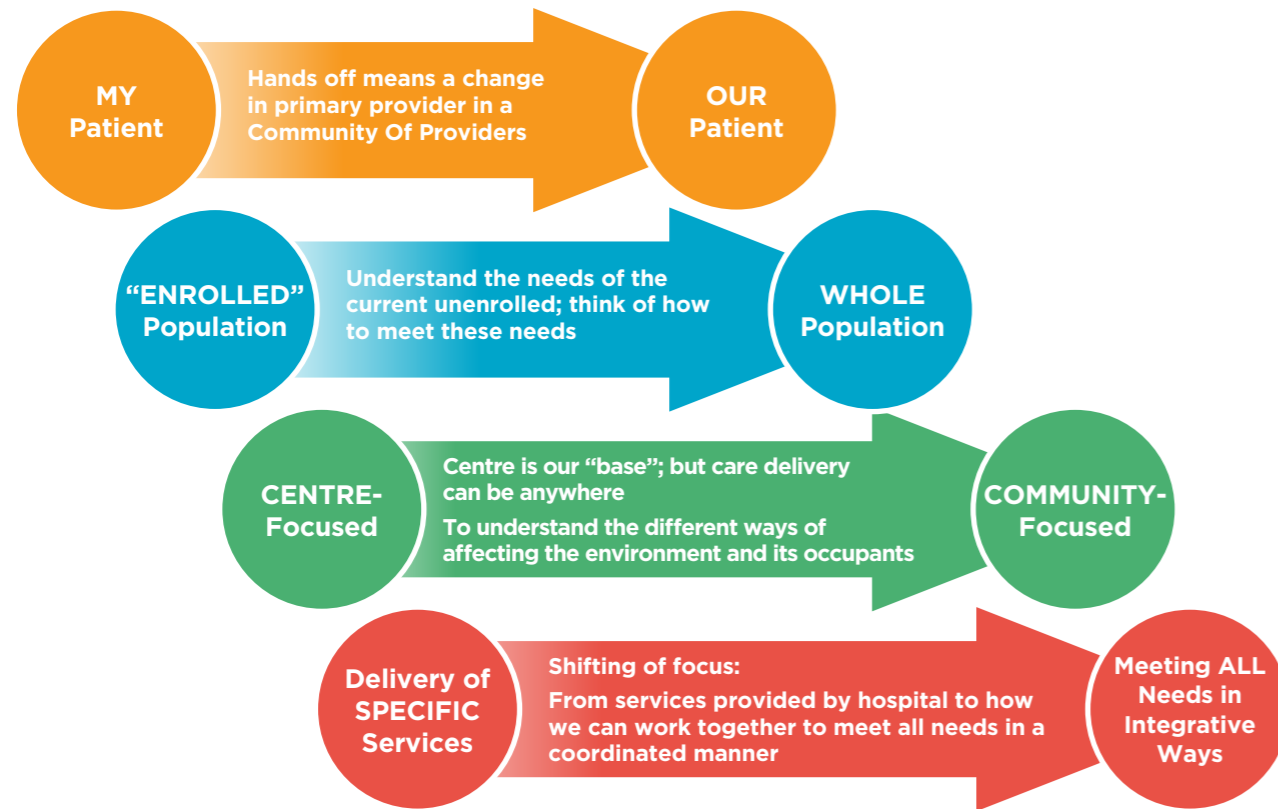 MY
Patient
Hands off means a change
in primary provider in a
Community Of Providers
OUR
Patient
“ENROLLED”
Population
Understand the needs of the
current unenrolled; think of how
to meet these needs
WHOLE
Population
CENTRE-
Focused
Centre is our “base”; but care delivery
can be anywhere
To understand the different ways of
affecting the environment and its occupants
COMMUNITY-
Focused
Delivery of
SPECIFIC
Services
Shifting of focus:
From services provided by hospital to how
we can work together to meet all needs in a
coordinated manner
Meeting ALL
Needs in
Integrative
Ways